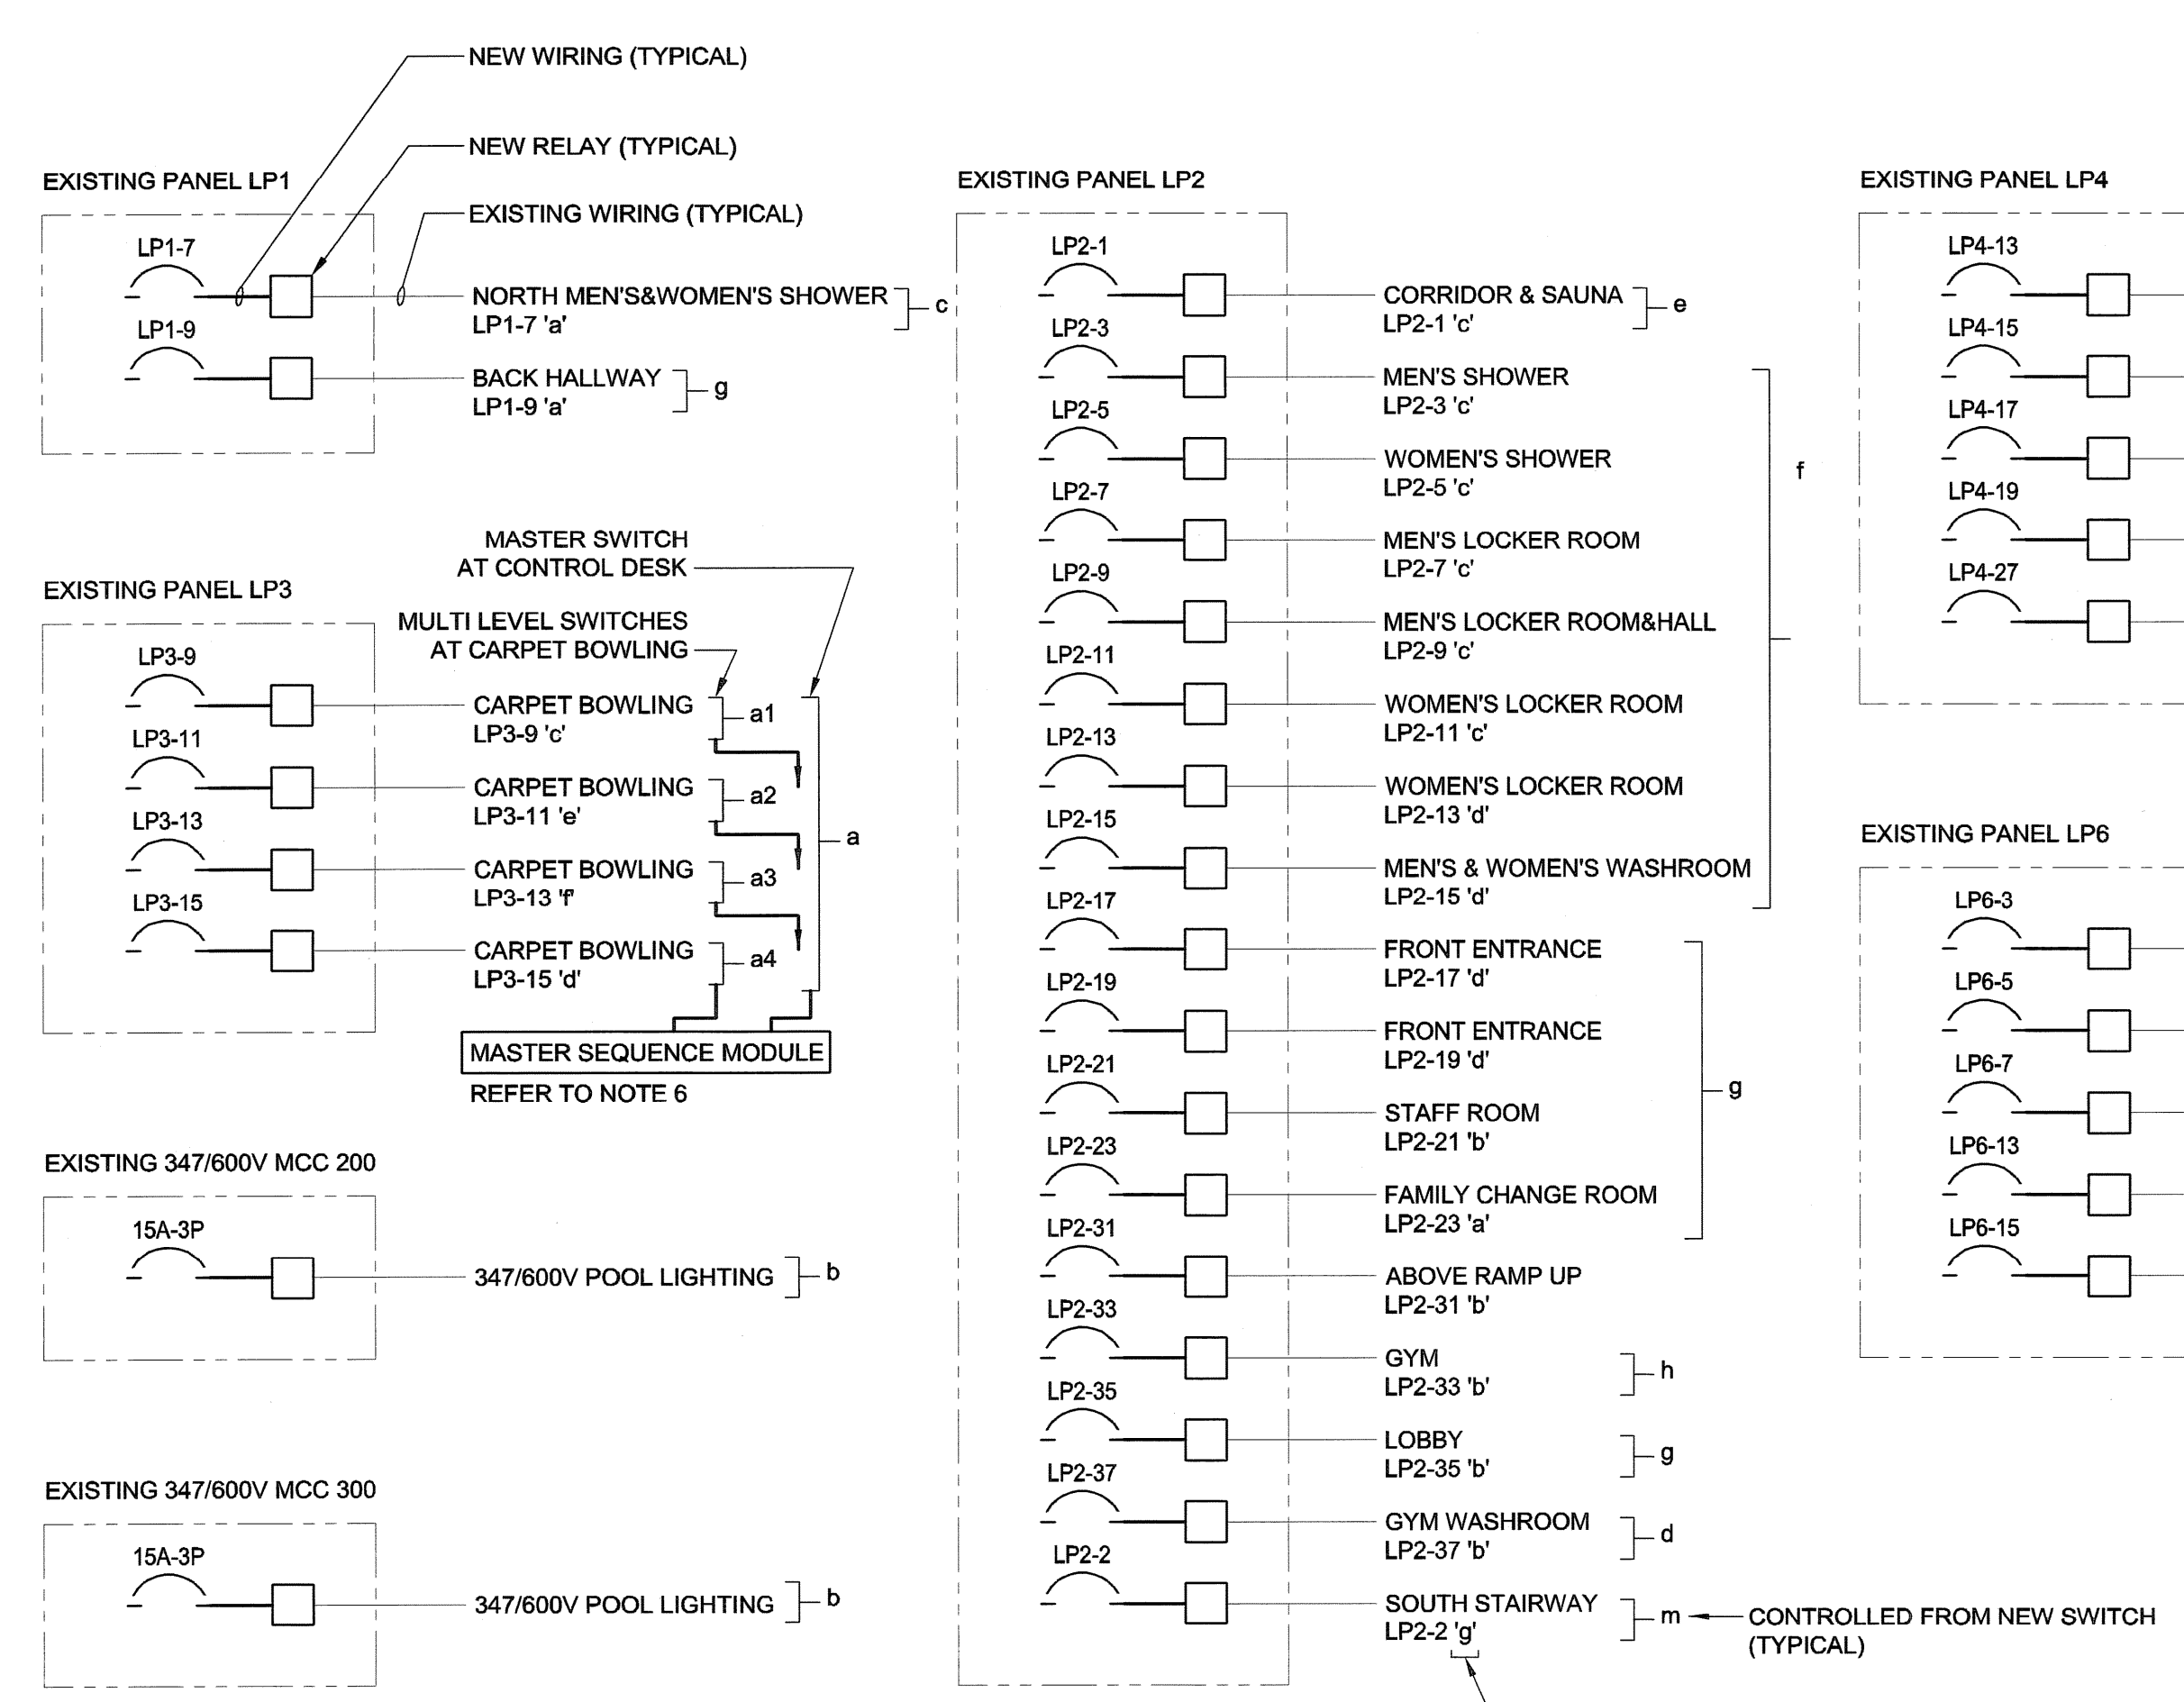 NEW WIRING (TYPICAL)
NEW RELAY (TYPICAL)
EXISTING WIRING (TYPICAL)
EXISTING PANEL LP1
LP1-7
NORTH MEN'S&WOMEN'S SHOWER
LP1-7 'a'
c
LP1-9
BACK HALLWAY
LP1-9 'a'
g
MASTER SWITCH
AT CONTROL DESK
MULTI LEVEL SWITCHES
AT CARPET BOWLING
EXISTING PANEL LP3
LP3-9
CARPET BOWLING
LP3-9 'c'
a1
LP3-11
CARPET BOWLING
LP3-11 'e'
a2
LP3-13
CARPET BOWLING
LP3-13 'f'
a3
LP3-15
CARPET BOWLING
LP3-15 'd'
a4
a
MASTER SEQUENCE MODULE
REFER TO NOTE 6
EXISTING 347/600V MCC 200
15A-3P
347/600V POOL LIGHTING
b
EXISTING 347/600V MCC 300
15A-3P
347/600V POOL LIGHTING
b
EXISTING PANEL LP2
LP2-1
CORRIDOR & SAUNA
LP2-1 'c'
e
LP2-3
MEN'S SHOWER
LP2-3 'c'
LP2-5
WOMEN'S SHOWER
LP2-5 'c'
LP2-7
MEN'S LOCKER ROOM
LP2-7 'c'
LP2-9
MEN'S LOCKER ROOM&HALL
LP2-9 'c'
LP2-11
WOMEN'S LOCKER ROOM
LP2-11 'c'
LP2-13
WOMEN'S LOCKER ROOM
LP2-13 'd'
LP2-15
MEN'S & WOMEN'S WASHROOM
LP2-15 'd'
f
LP2-17
FRONT ENTRANCE
LP2-17 'd'
LP2-19
FRONT ENTRANCE
LP2-19 'd'
LP2-21
STAFF ROOM
LP2-21 'b'
LP2-23
FAMILY CHANGE ROOM
LP2-23 'a'
g
LP2-31
ABOVE RAMP UP
LP2-31 'b'
LP2-33
GYM
LP2-33 'b'
h
LP2-35
LOBBY
LP2-35 'b'
g
LP2-37
GYM WASHROOM
LP2-37 'b'
d
LP2-2
SOUTH STAIRWAY
LP2-2 'g'
m
CONTROLLED FROM NEW SWITCH
(TYPICAL)
EXISTING PANEL LP4
LP4-13
LP4-15
LP4-17
LP4-19
LP4-27
EXISTING PANEL LP6
LP6-3
LP6-5
LP6-7
LP6-13
LP6-15